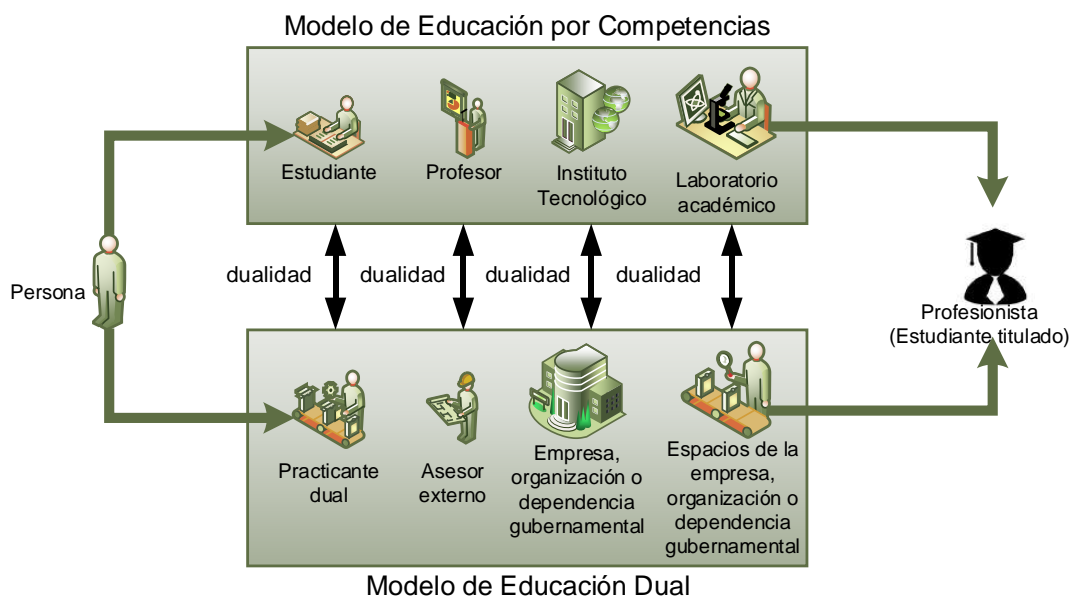 Modelo de Educación por Competencias
Estudiante
Profesor
Instituto
Tecnológico
Laboratorio
académico
Persona
dualidad
dualidad
dualidad
dualidad
Profesionista
(Estudiante titulado)
Practicante
dual
Asesor
externo
Empresa,
organización o
dependencia
gubernamental
Espacios de la
empresa,
organización o
dependencia
gubernamental
Modelo de Educación Dual